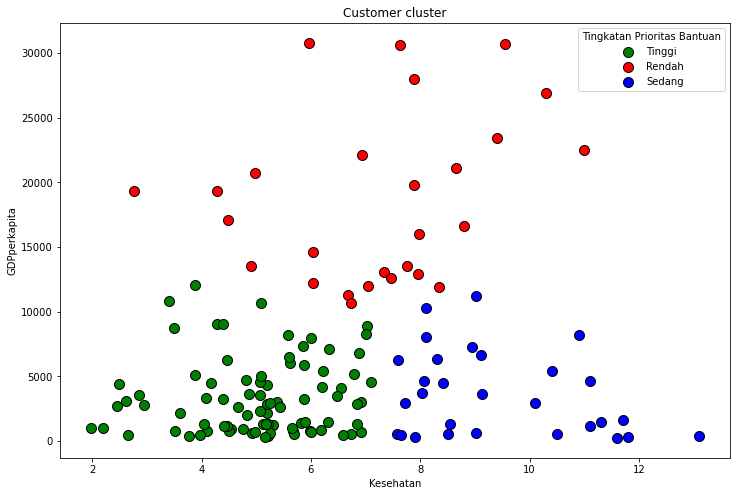 Customer cluster
Tingkatan Prioritas Bantuan
Tinggi
Rendah
Sedang
GDPperkapita
30000
25000
20000
15000
10000
5000
0
2 4 6 8 10 12
Kesehatan